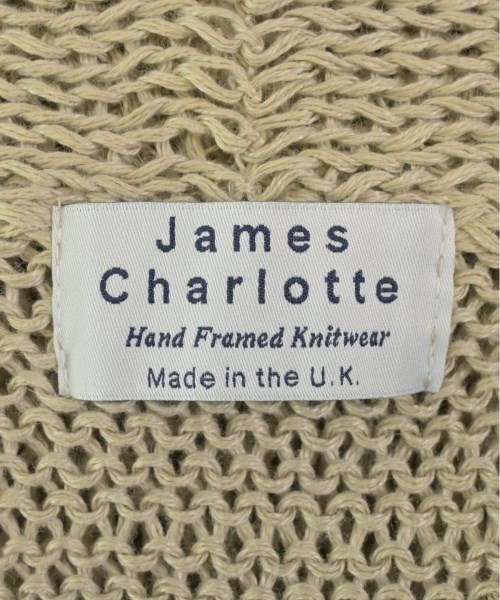 James
Charlotte
Hand Framed Knitwear
Made in the U.K.